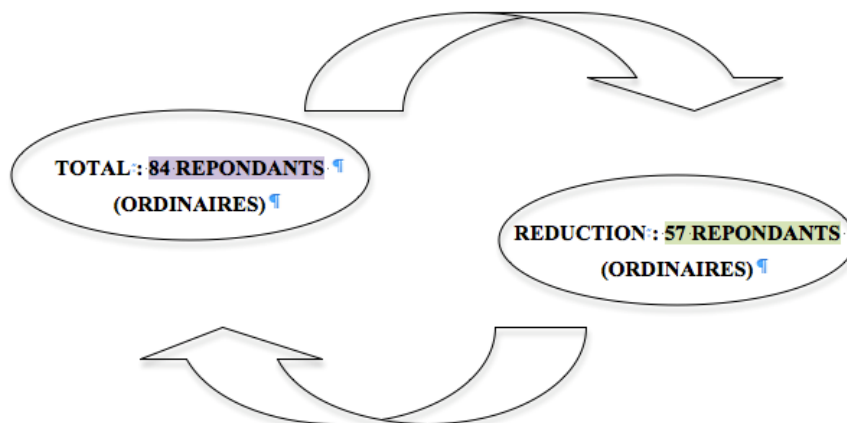 TOTAL : 84 REPONDANTS ¶
(ORDINAIRES) ¶
REDUCTION : 57 REPONDANTS
(ORDINAIRES) ¶